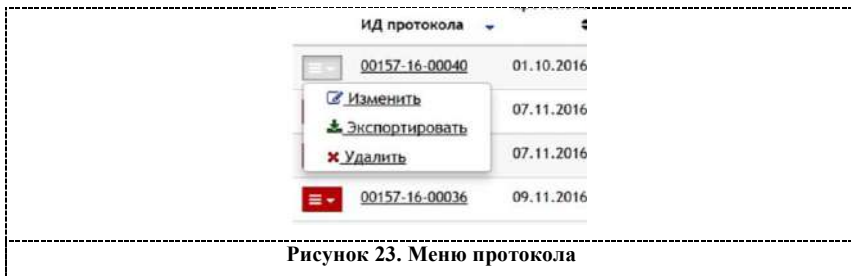 ИД протокола
00157-16-00040 01.10.2016
Изменить 07.11.2016
Экспортировать
Удалить 07.11.2016
00157-16-00036 09.11.2016
Рисунок 23. Меню протокола